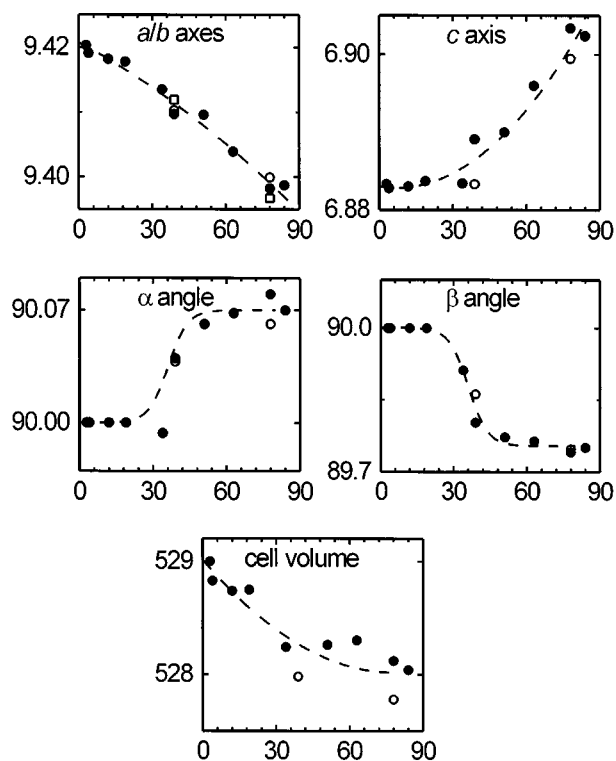 a/b axes
9.42
9.40
0 30 60 90
c axis
6.90
6.88
0 30 60 90
α angle
90.07
90.00
0 30 60 90
β angle
90.0
89.7
0 30 60 90
cell volume
529
528
0 30 60 90